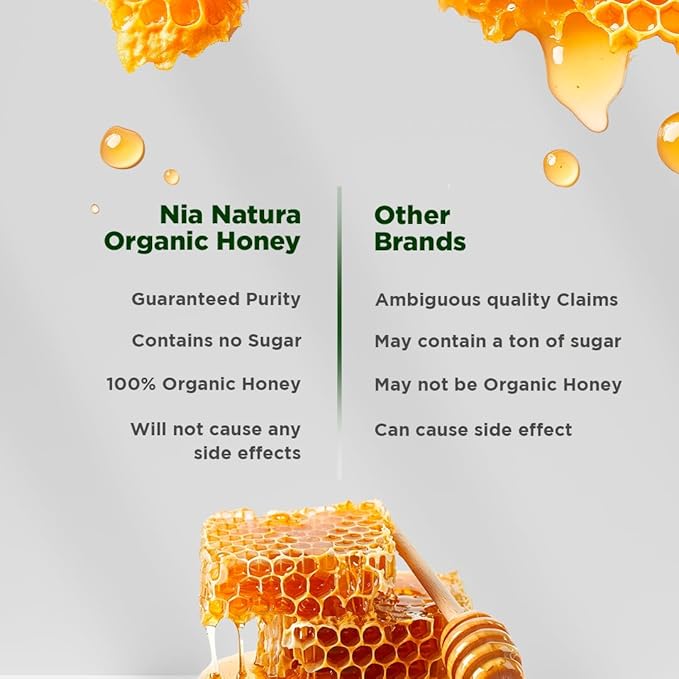 Nia Natura
Organic Honey
Guaranteed Purity
Contains no Sugar
100% Organic Honey
Will not cause any
side effects
Other
Brands
Ambiguous quality Claims
May contain a ton of sugar
May not be Organic Honey
Can cause side effect